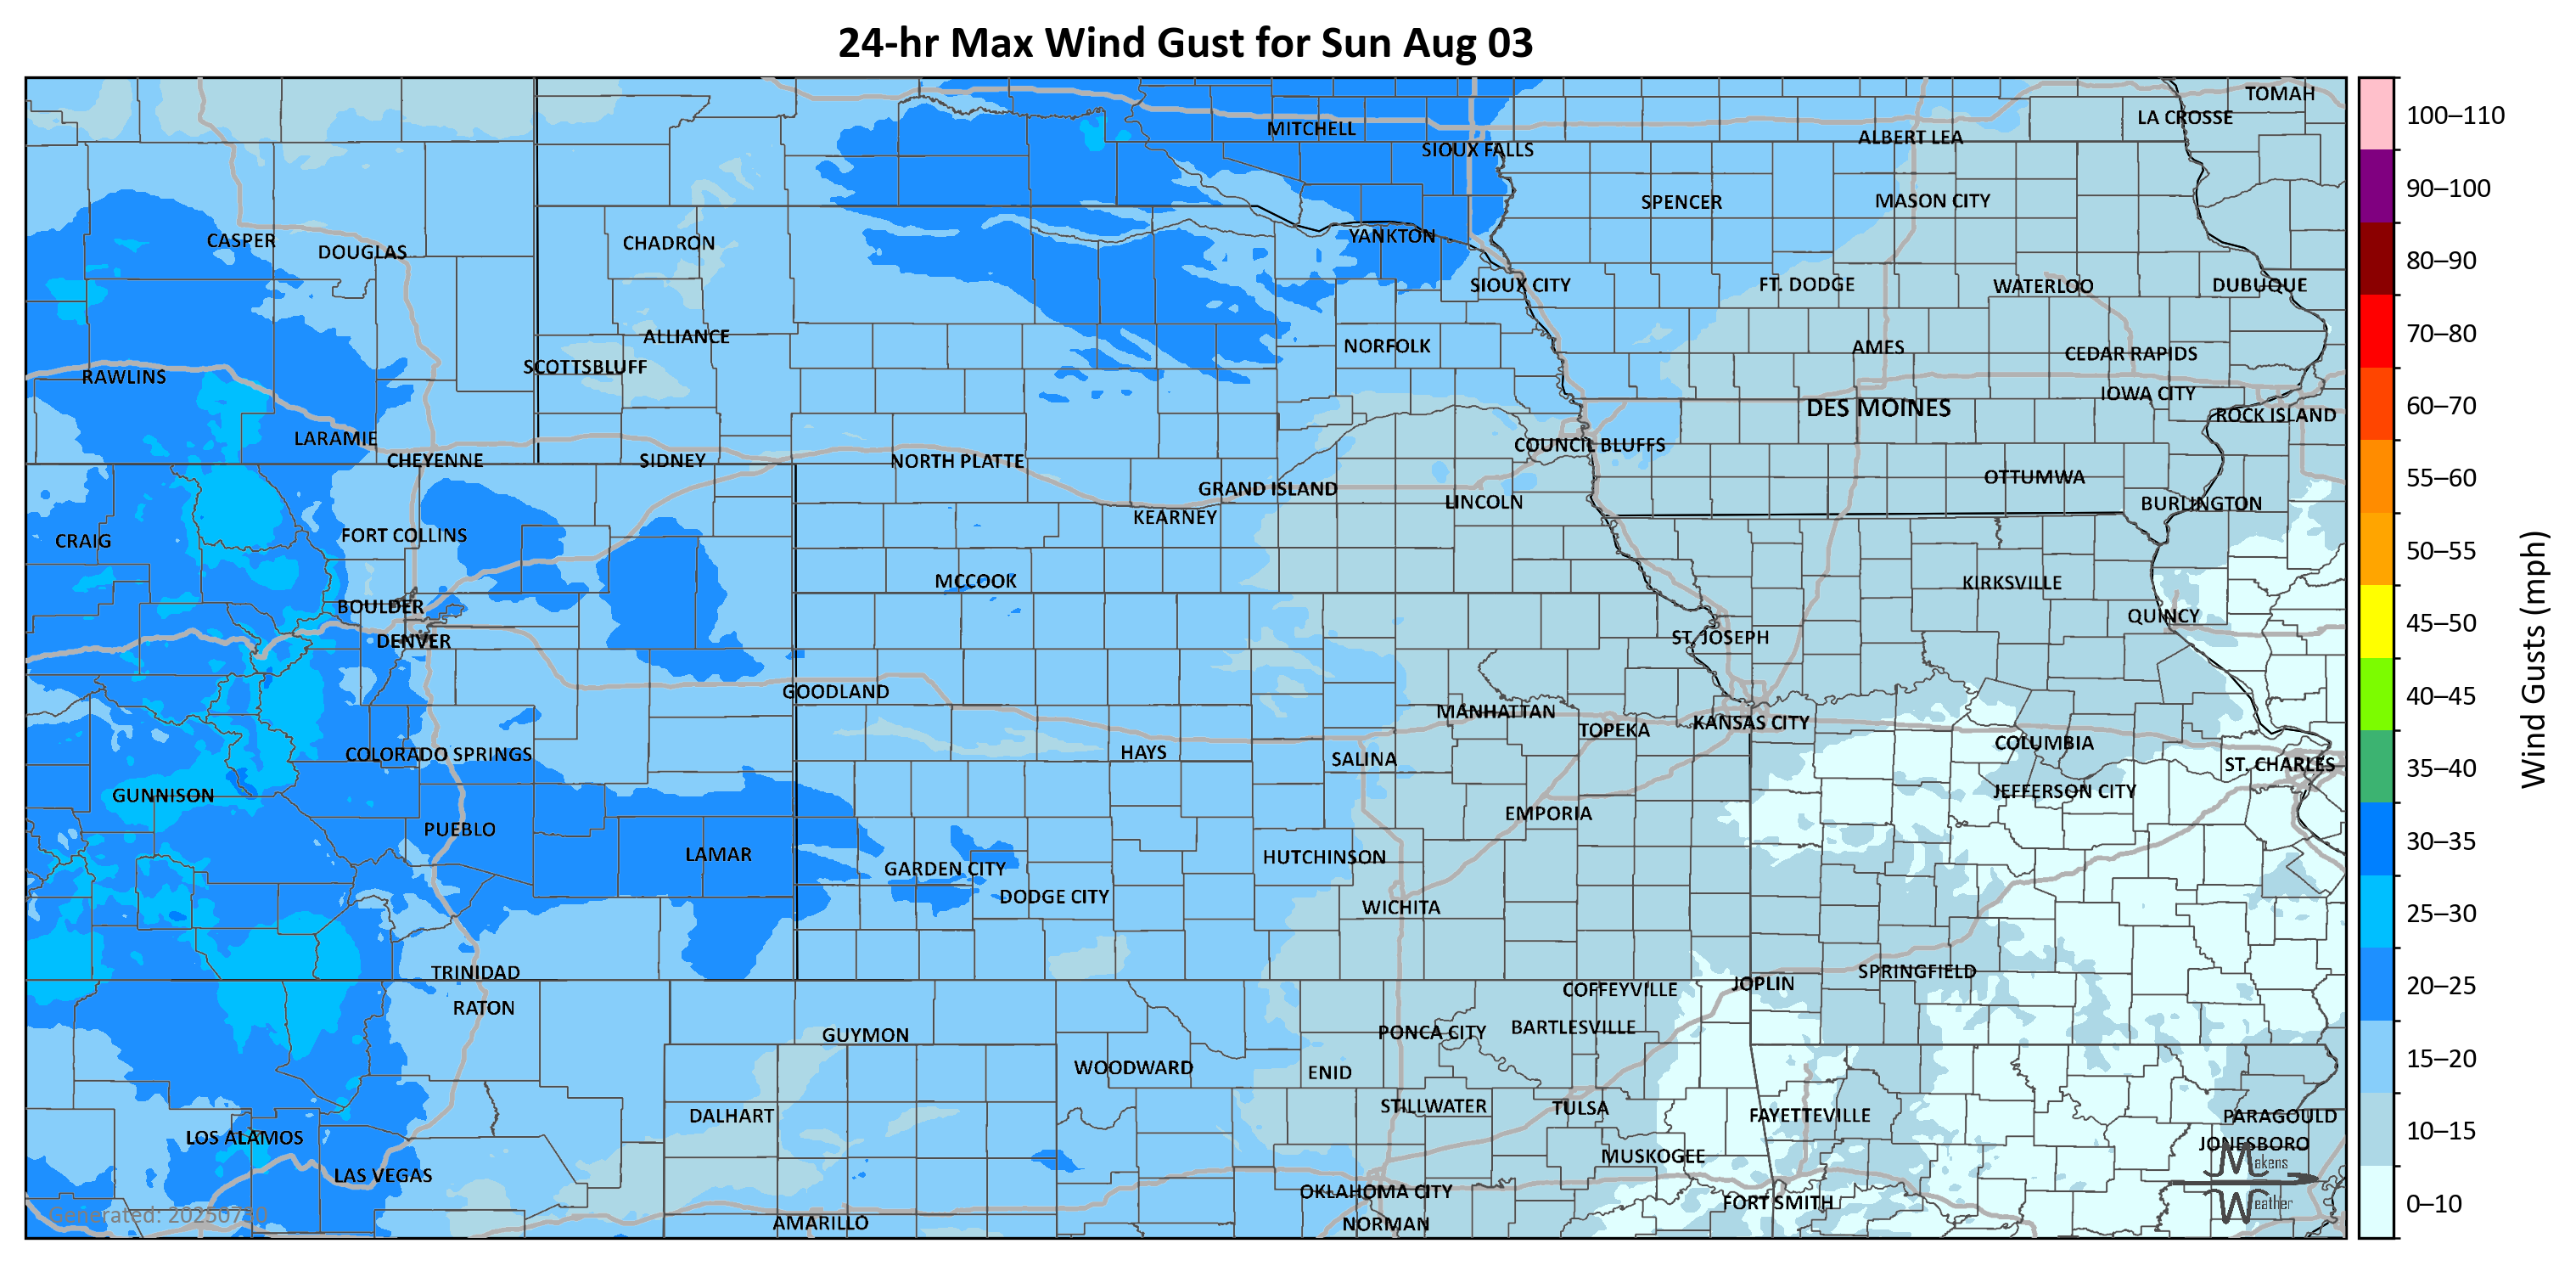 24-hr Max Wind Gust for Sun Aug 03
TOMAH
LA CROSSE
MITCHELL
ALBERT LEA
SIOUX FALLS
SPENCER
MASON CITY
CASPER
DOUGLAS
CHADRON
YANKTON
SIOUX CITY
FT. DODGE
WATERLOO
DUBUQUE
ALLIANCE
NORFOLK
AMES
CEDAR RAPIDS
SCOTTSBLUFF
RAWLINS
IOWA CITY
DES MOINES
ROCK ISLAND
LARAMIE
COUNCIL BLUFFS
CHEYENNE
SIDNEY
NORTH PLATTE
OTTUMWA
GRAND ISLAND
LINCOLN
BURLINGTON
KEARNEY
FORT COLLINS
CRAIG
MCCOOK
KIRKSVILLE
BOULDER
QUINCY
DENVER
ST. JOSEPH
GOODLAND
MANHATTAN
TOPEKA
KANSAS CITY
COLUMBIA
COLORADO SPRINGS
HAYS
SALINA
ST. CHARLES
GUNNISON
JEFFERSON CITY
EMPORIA
PUEBLO
LAMAR
HUTCHINSON
GARDEN CITY
DODGE CITY
WICHITA
TRINIDAD
SPRINGFIELD
JOPLIN
COFFEYVILLE
RATON
BARTLESVILLE
PONCA CITY
GUYMON
WOODWARD
ENID
STILLWATER
TULSA
DALHART
FAYETTEVILLE
PARAGOULD
LOS ALAMOS
JONESBORO
MUSKOGEE
LAS VEGAS
OKLAHOMA CITY
FORT SMITH
AMARILLO
NORMAN
Makens
Weather
100–110
90–100
80–90
70–80
60–70
55–60
50–55
45–50
40–45
35–40
30–35
25–30
20–25
15–20
10–15
0–10
Wind Gusts (mph)
Generated: 20250730